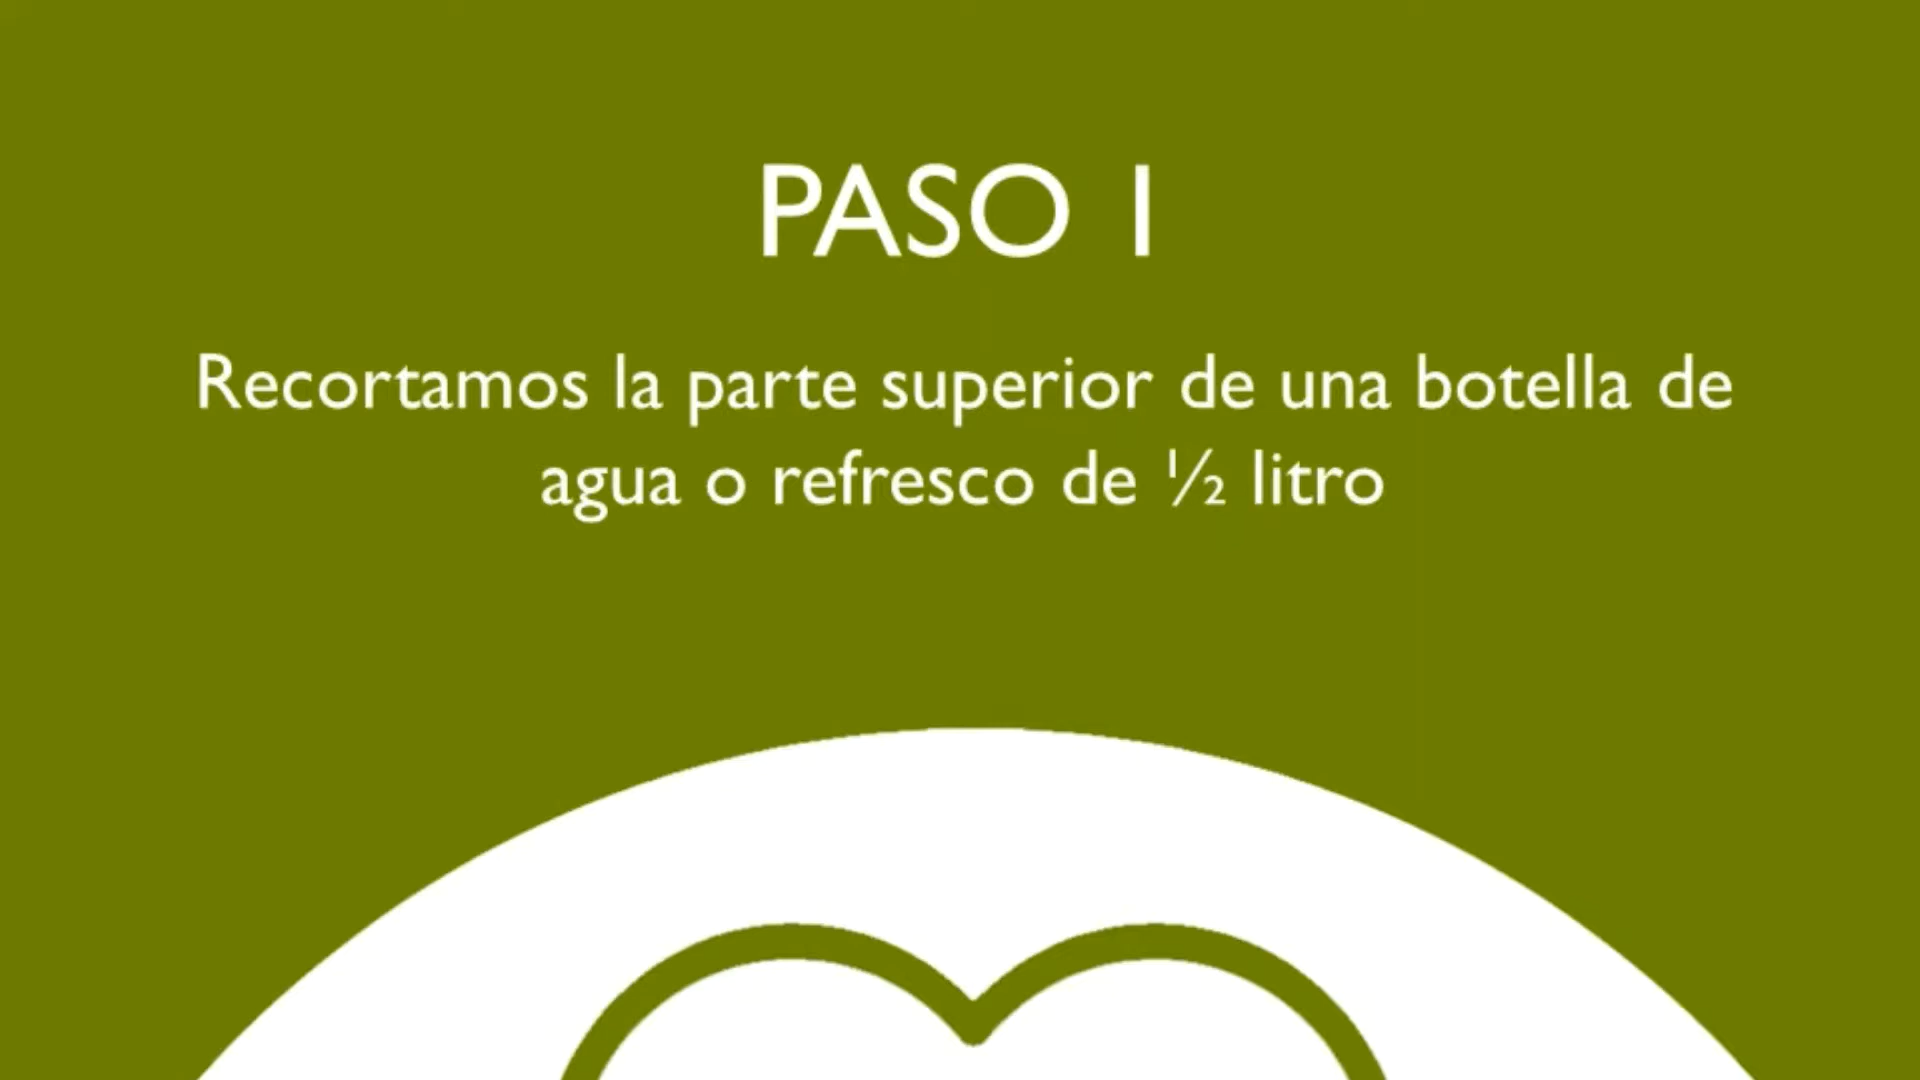 PASO 1
Recortamos la parte superior de una botella de
agua o refresco de ½ litro